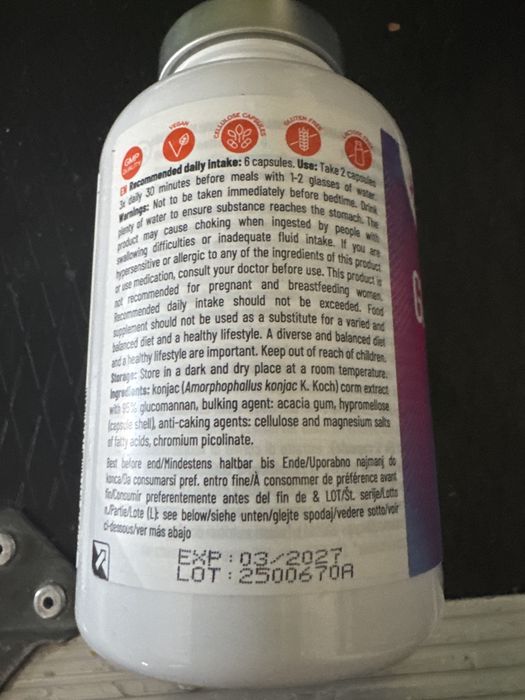 GMP QUALITY
VEGAN
CELLULOSE CAPSULES
GLUTEN FREE
LACTOSE FREE
EN Recommended daily intake: 6 capsules. Use: Take 2 capsules
3x daily 30 minutes before meals with 1-2 glasses of water.
Warnings: Not to be taken immediately before bedtime. Drink
plenty of water to ensure substance reaches the stomach. The
product may cause choking when ingested by people with
swallowing difficulties or inadequate fluid intake. If you are
hypersensitive or allergic to any of the ingredients of this product
or use medication, consult your doctor before use. This product is
not recommended for pregnant and breastfeeding women.
Recommended daily intake should not be exceeded. Food
supplement should not be used as a substitute for a varied and
balanced diet and a healthy lifestyle. A diverse and balanced diet
and a healthy lifestyle are important. Keep out of reach of children.
Storage: Store in a dark and dry place at a room temperature.
Ingredients: konjac (Amorphophallus konjac K. Koch) corm extract
with 95% glucomannan, bulking agent: acacia gum, hypromellose
(capsule shell), anti-caking agents: cellulose and magnesium salts
of fatty acids, chromium picolinate.
Best before end/Mindestens haltbar bis Ende/Uporabno najmanj do
konca/Da consumarsi pref. entro fine/À consommer de préférence avant
fin/Concumir preferentemente antes del fin de & LOT/Št. serije/Lotto
n./Partie/Lote (L): see below/siehe unten/glejte spodaj/vedere sotto/voir
ci-dessous/ver más abajo
EXP: 03/2027
LOT: 2500670A